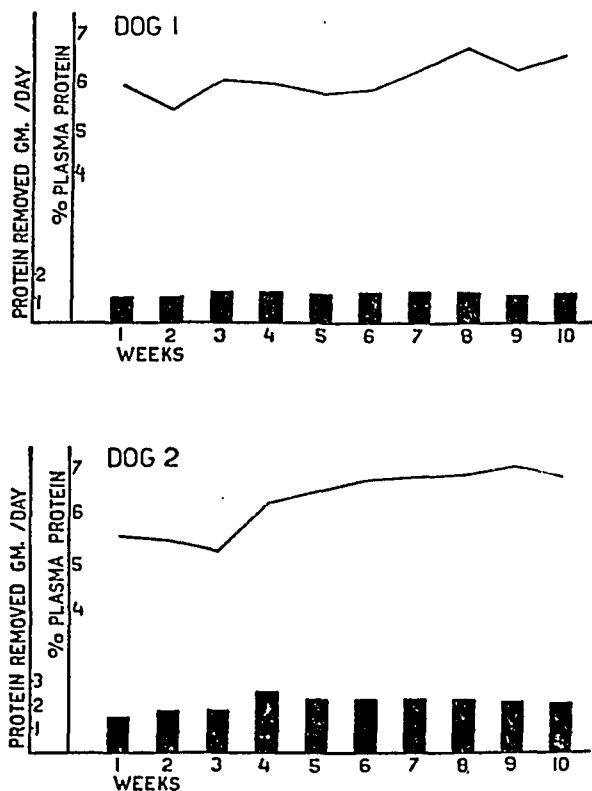 DOG 1
PROTEIN REMOVED GM. /DAY
% PLASMA PROTEIN
7
6
5
4
2
1
1 2 3 4 5 6 7 8 9 10
WEEKS
DOG 2
PROTEIN REMOVED GM. /DAY
% PLASMA PROTEIN
7
6
5
4
3
2
1
1 2 3 4 5 6 7 8 9 10
WEEKS